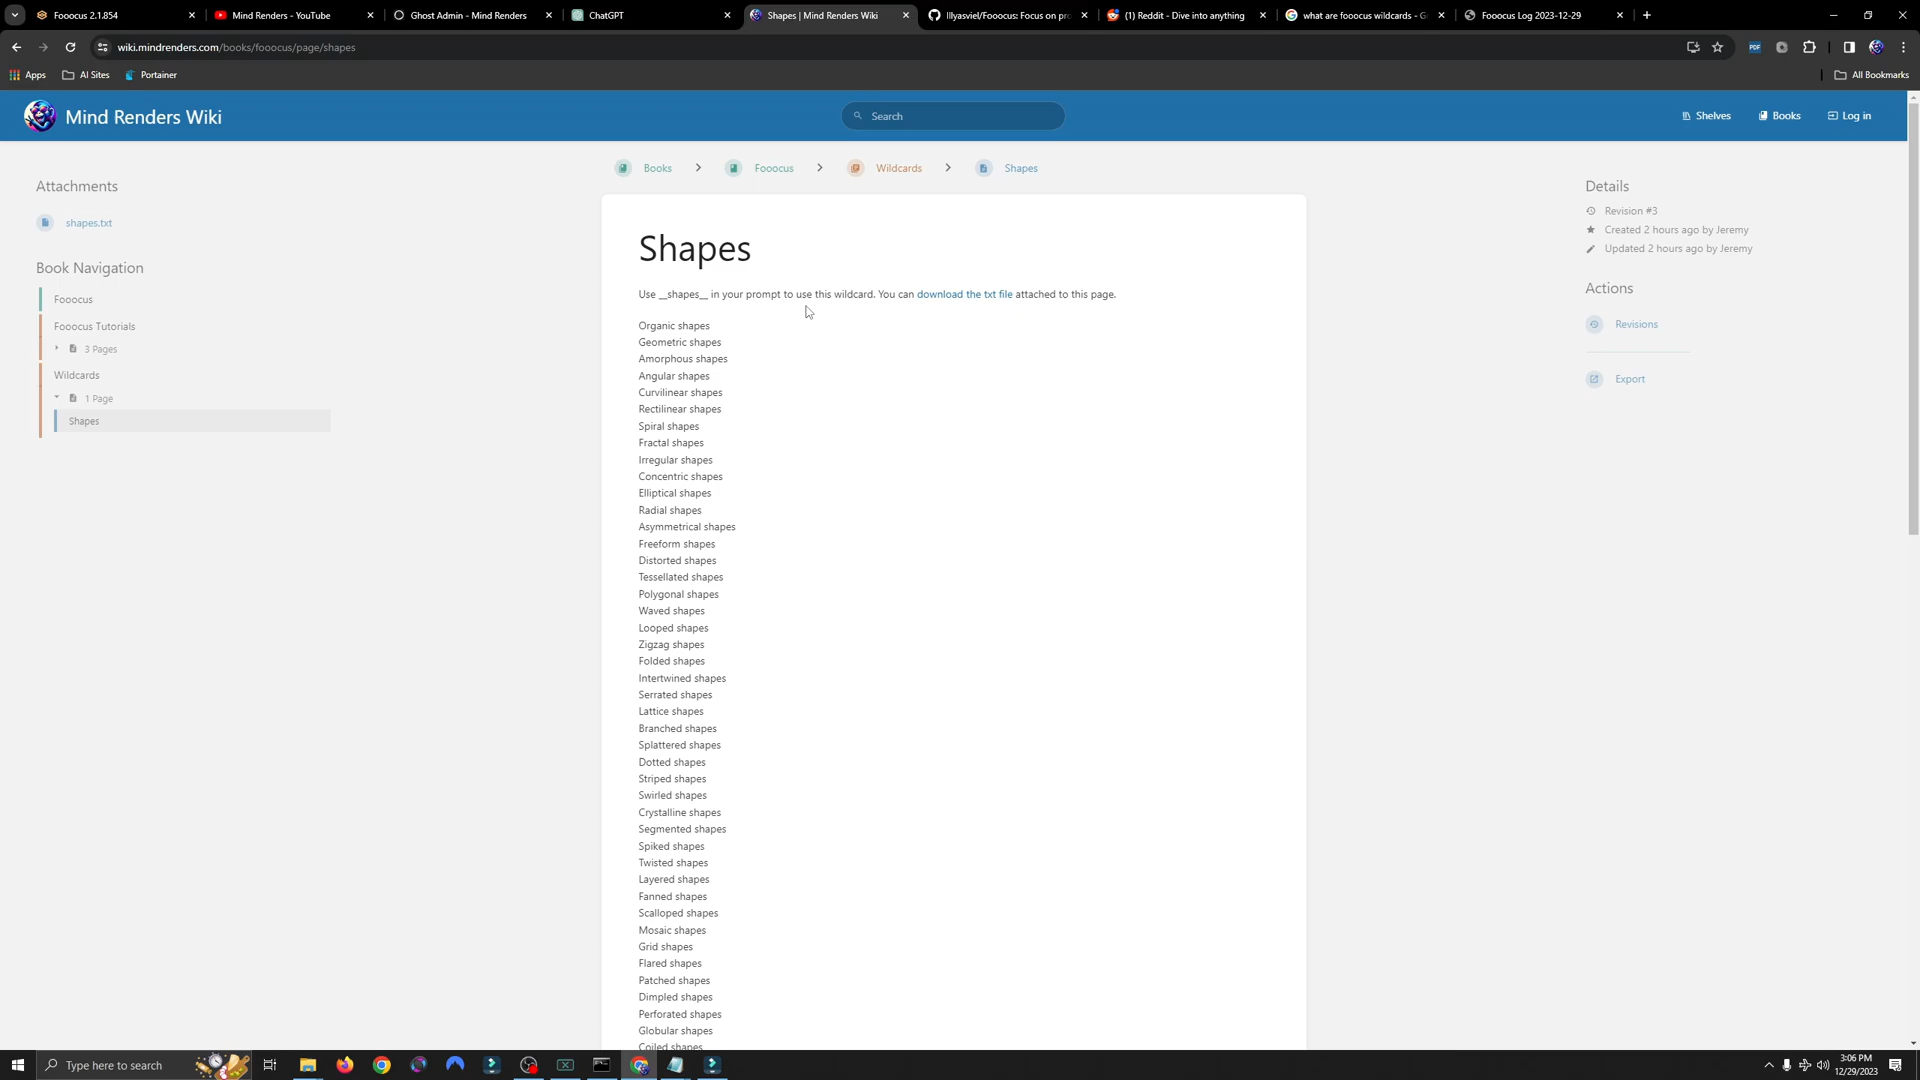 Fooocus 2.1.854
Mind Renders - YouTube
Ghost Admin - Mind Renders
ChatGPT
Shapes | Mind Renders Wiki
lllyasviel/Fooocus: Focus on pro
(1) Reddit - Dive into anything
what are fooocus wildcards - G
Fooocus Log 2023-12-29
wiki.mindrenders.com/books/fooocus/page/shapes
PDF
Apps
AI Sites
Portainer
All Bookmarks
Mind Renders Wiki
Search
Shelves
Books
Log in
Books > Fooocus > Wildcards > Shapes
Attachments
shapes.txt
Book Navigation
Fooocus
Fooocus Tutorials
3 Pages
Wildcards
1 Page
Shapes
Shapes
Use __shapes__ in your prompt to use this wildcard. You can download the txt file attached to this page.
Organic shapes
Geometric shapes
Amorphous shapes
Angular shapes
Curvilinear shapes
Rectilinear shapes
Spiral shapes
Fractal shapes
Irregular shapes
Concentric shapes
Elliptical shapes
Radial shapes
Asymmetrical shapes
Freeform shapes
Distorted shapes
Tessellated shapes
Polygonal shapes
Waved shapes
Looped shapes
Zigzag shapes
Folded shapes
Intertwined shapes
Serrated shapes
Lattice shapes
Branched shapes
Splattered shapes
Dotted shapes
Striped shapes
Swirled shapes
Crystalline shapes
Segmented shapes
Spiked shapes
Twisted shapes
Layered shapes
Fanned shapes
Scalloped shapes
Mosaic shapes
Grid shapes
Flared shapes
Patched shapes
Dimpled shapes
Perforated shapes
Globular shapes
Coiled shapes
Details
Revision #3
Created 2 hours ago by Jeremy
Updated 2 hours ago by Jeremy
Actions
Revisions
Export
Type here to search
3:06 PM
12/29/2023